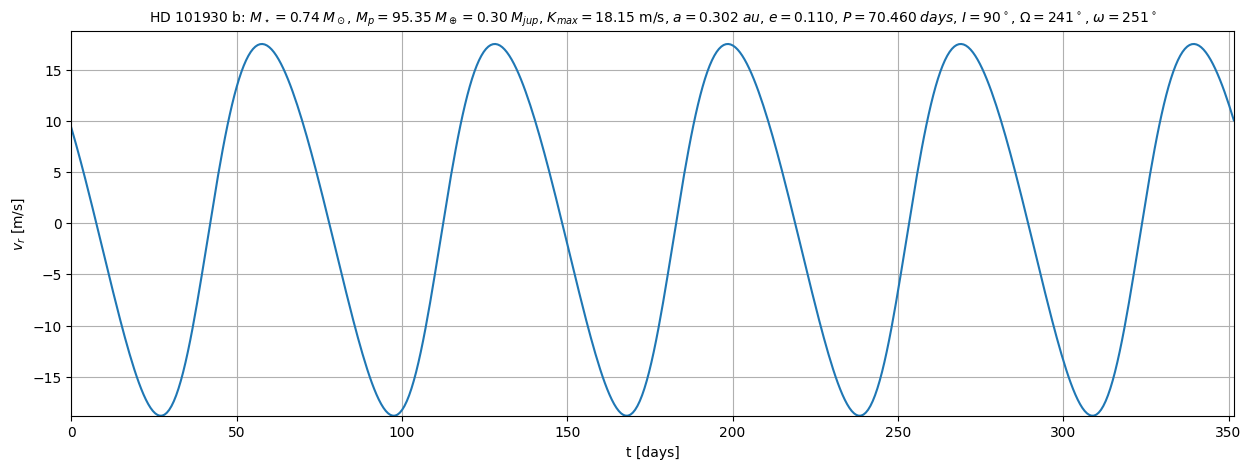 HD 101930 b: M⋆ = 0.74 M⊙, Mp = 95.35 M⊕ = 0.30 Mjup, Kmax = 18.15 m/s, a = 0.302 au, e = 0.110, P = 70.460 days, I = 90°, Ω = 241°, ω = 251°
15
10
5
0
−5
−10
−15
vr [m/s]
0 50 100 150 200 250 300 350
t [days]